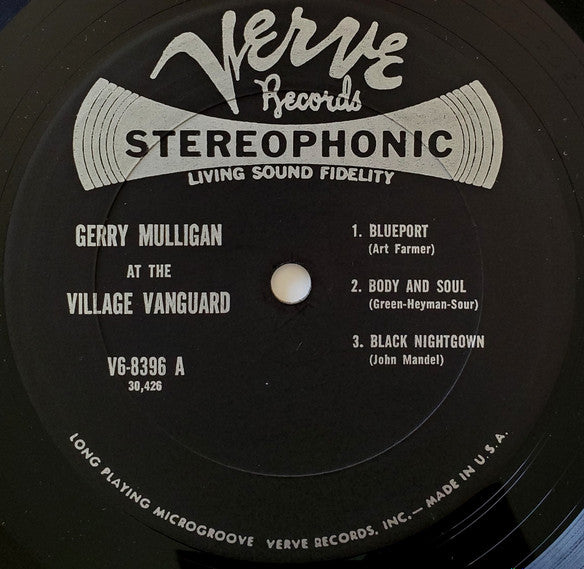 Verve
Records
STEREOPHONIC
LIVING SOUND FIDELITY
GERRY MULLIGAN
AT THE
VILLAGE VANGUARD
V6-8396 A
30,426
1. BLUEPORT
(Art Farmer)
2. BODY AND SOUL
(Green-Heyman-Sour)
3. BLACK NIGHTGOWN
(John Mandel)
LONG PLAYING MICROGROOVE VERVE RECORDS, INC.— MADE IN U.S.A.